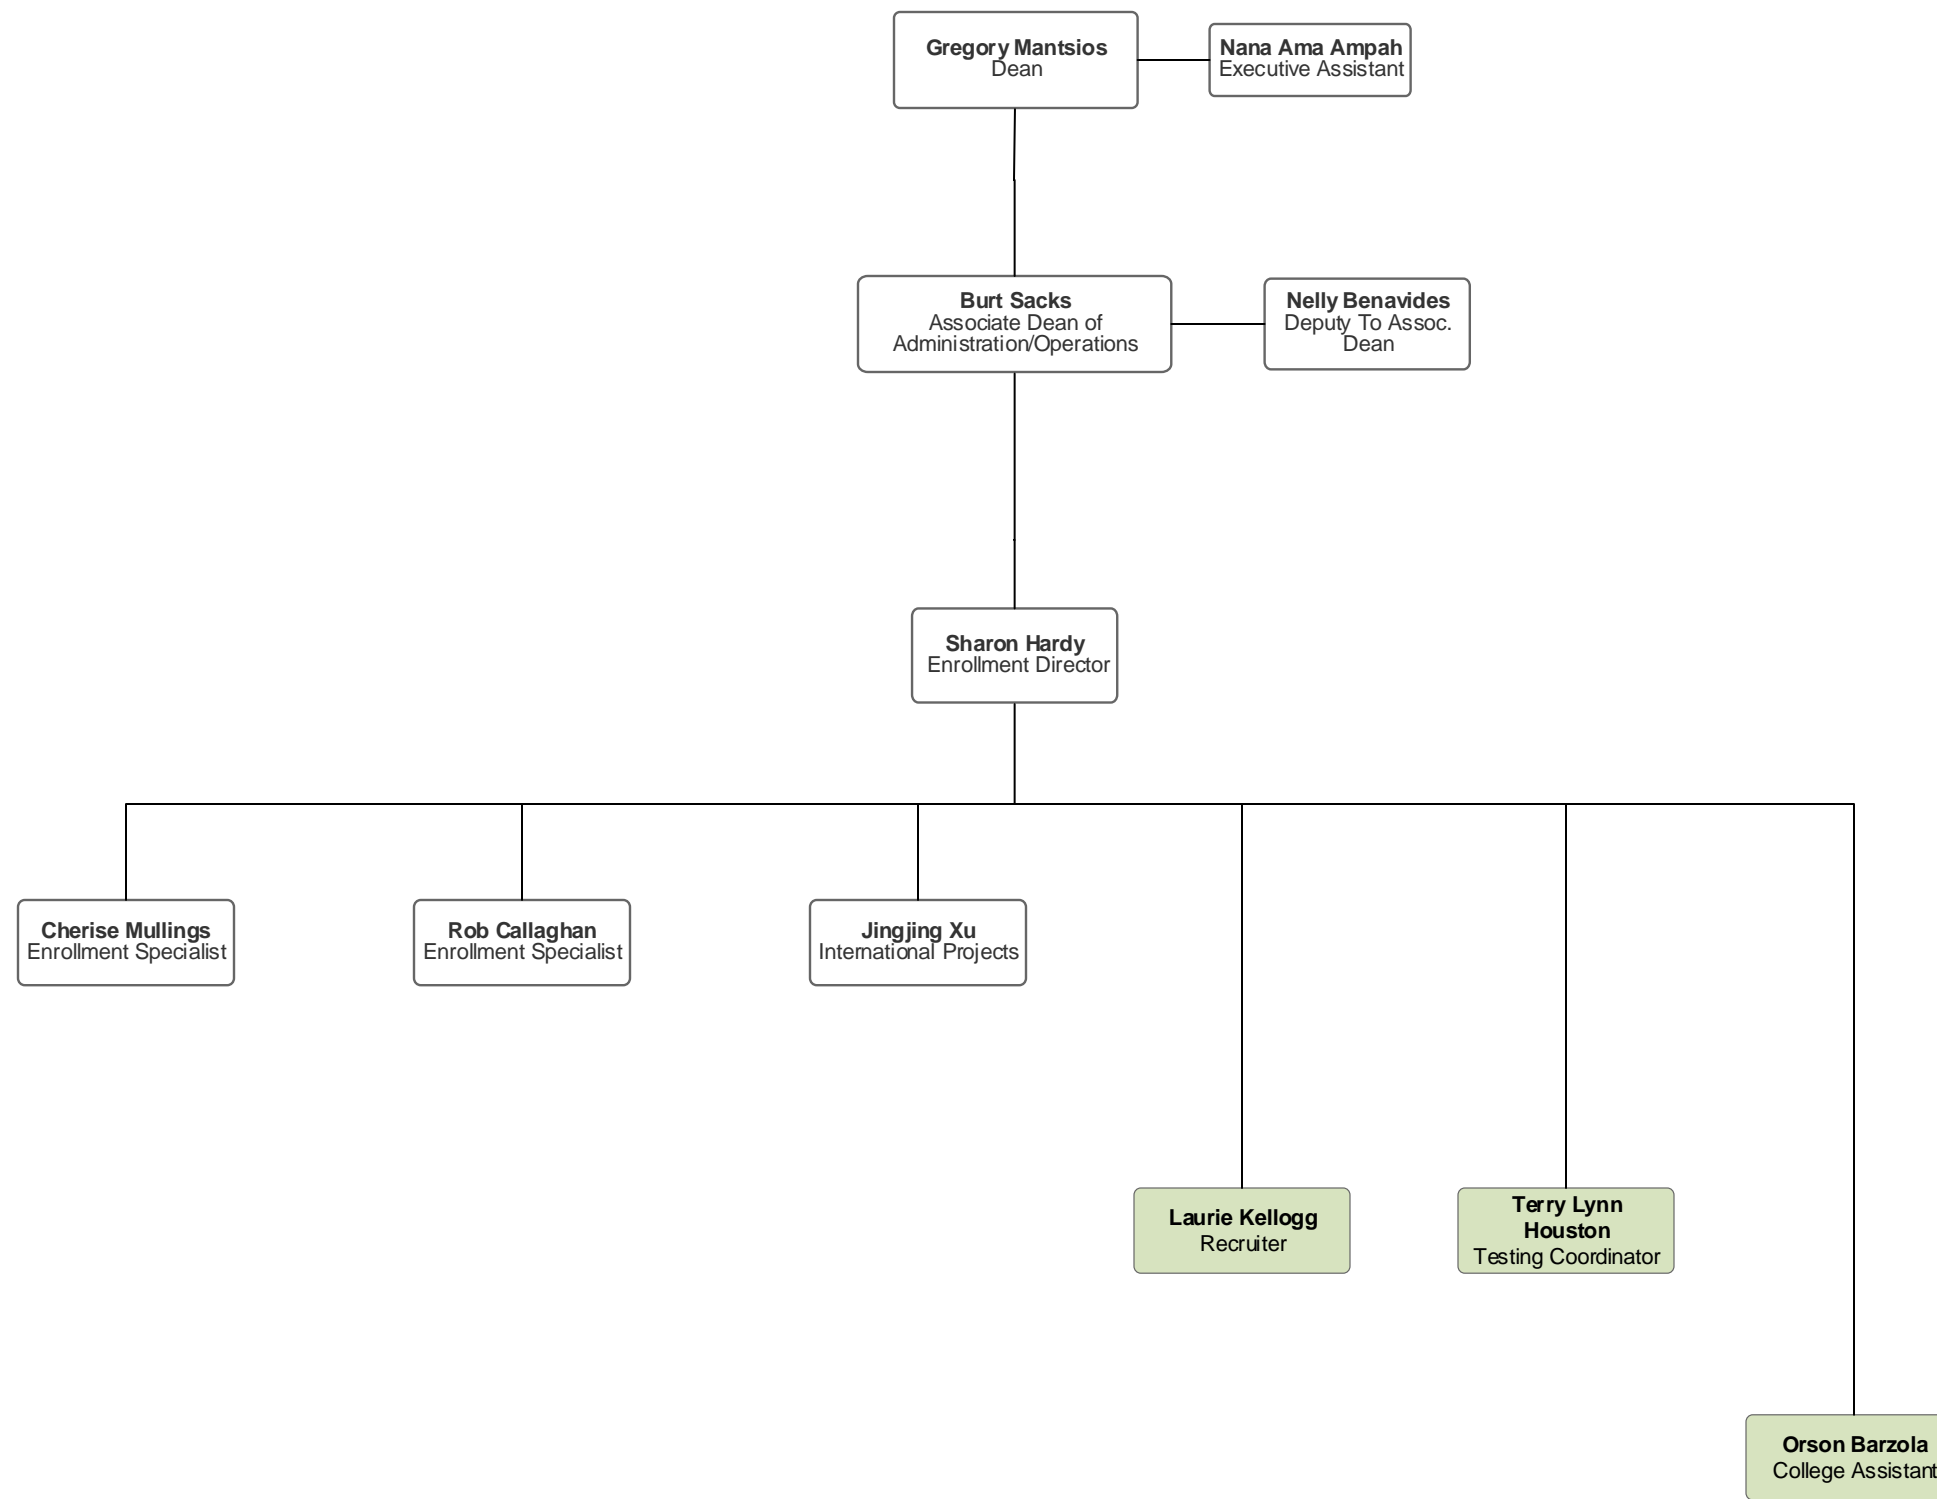 Gregory Mantsios
Dean
Nana Ama Ampah
Executive Assistant
Burt Sacks
Associate Dean of
Administration/Operations
Nelly Benavides
Deputy To Assoc.
Dean
Sharon Hardy
Enrollment Director
Cherise Mullings
Enrollment Specialist
Rob Callaghan
Enrollment Specialist
Jingjing Xu
International Projects
Laurie Kellogg
Recruiter
Terry Lynn
Houston
Testing Coordinator
Orson Barzola
College Assistant